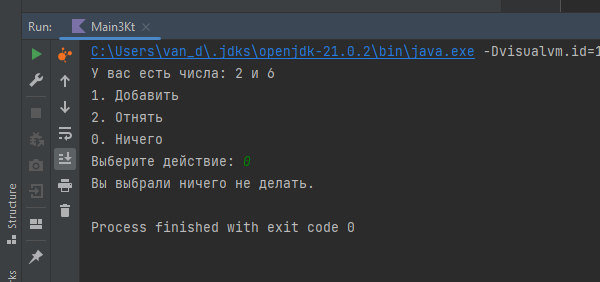 Run: Main3Kt
C:\Users\van_d\.jdks\openjdk-21.0.2\bin\java.exe -Dvisualvm.id=1
У вас есть числа: 2 и 6
1. Добавить
2. Отнять
0. Ничего
Выберите действие: 0
Вы выбрали ничего не делать.
Process finished with exit code 0
Structure